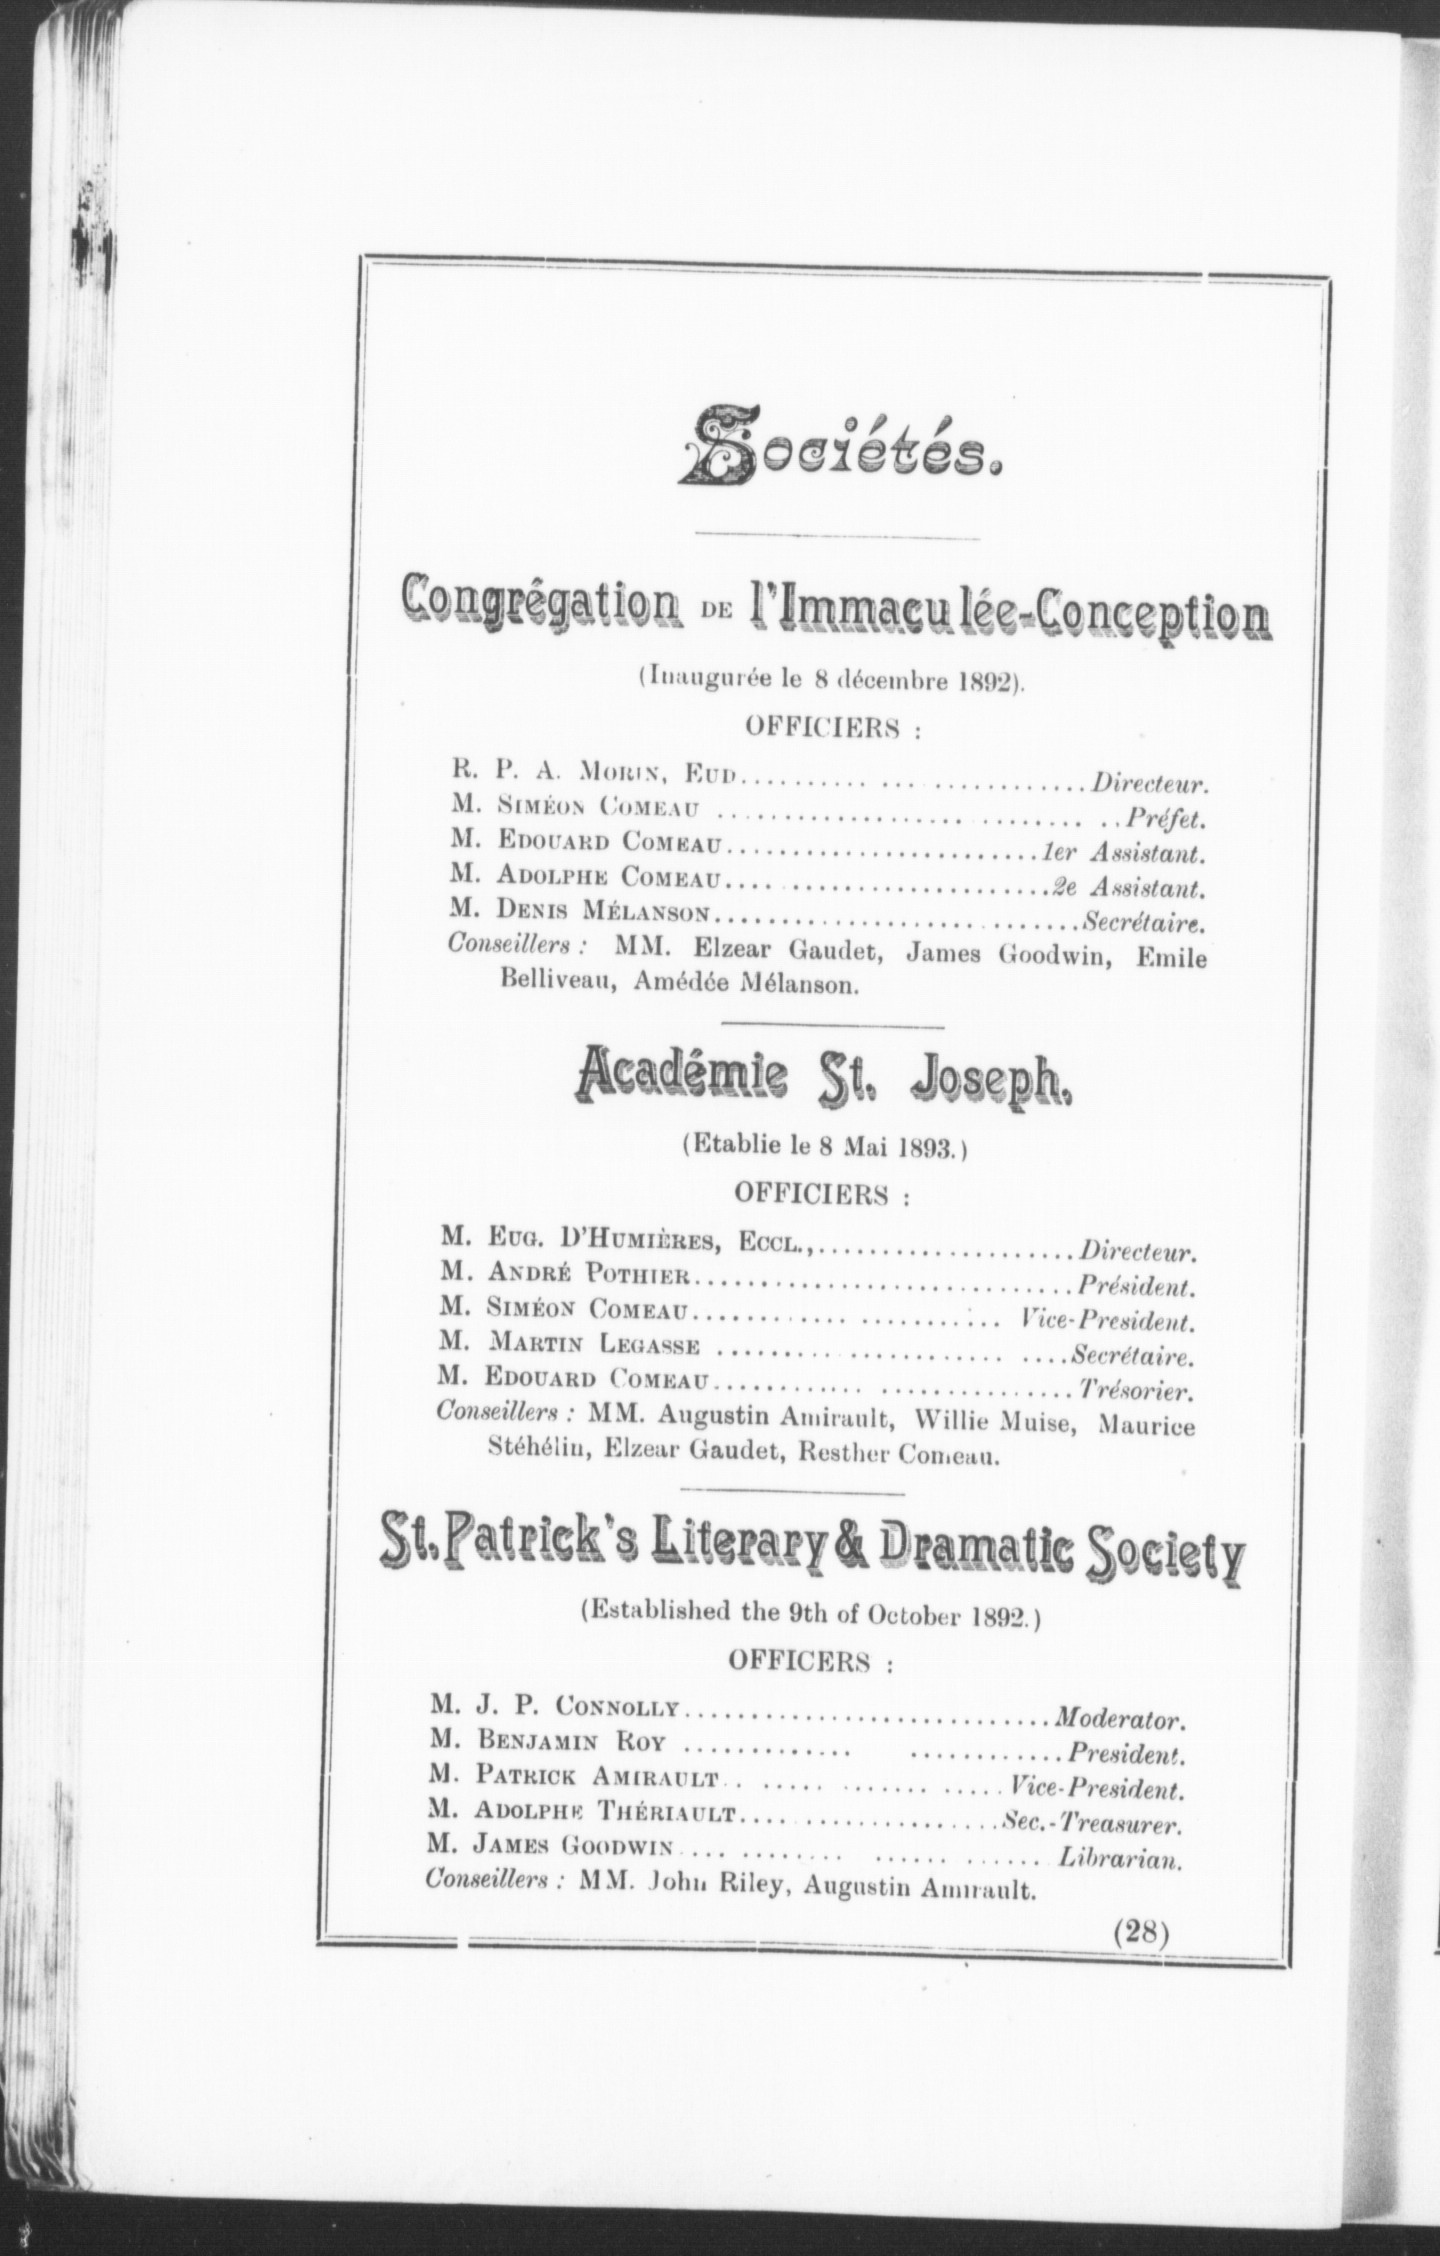 Sociétés.
Congrégation DE l'Immaculée-Conception
(Inaugurée le 8 décembre 1892).
OFFICIERS :
R. P. A. MORIN, EUD.......... ... .............Directeur.
M. SIMÉON COMEAU ............................ ..Préfet.
M. EDOUARD COMEAU........................1er Assistant.
M. ADOLPHE COMEAU.... ....................2e Assistant.
M. DENIS MÉLANSON............................Secrétaire.
Conseillers : MM. Elzear Gaudet, James Goodwin, Emile
Belliveau, Amédée Mélanson.
Académie St. Joseph.
(Etablie le 8 Mai 1893.)
OFFICIERS :
M. EUG. D'HUMIÈRES, ECCL.,....................Directeur.
M. ANDRÉ POTHIER.............................Président.
M. SIMÉON COMEAU............ ........... Vice-President.
M. MARTIN LEGASSE ......... ............ ....Secrétaire.
M. EDOUARD COMEAU............ ...............Trésorier.
Conseillers : MM. Augustin Amirault, Willie Muise, Maurice
Stéhélin, Elzear Gaudet, Resther Comeau.
St. Patrick's Literary & Dramatic Society
(Established the 9th of October 1892.)
OFFICERS :
M. J. P. CONNOLLY............................Moderator.
M. BENJAMIN ROY ............. ............President.
M. PATRICK AMIRAULT.. ..... ....... .....Vice-President.
M. ADOLPHE THÉRIAULT.... ...............Sec.-Treasurer.
M. JAMES GOODWIN.... ........ ...... ...... Librarian.
Conseillers : MM. John Riley, Augustin Amirault.
(28)